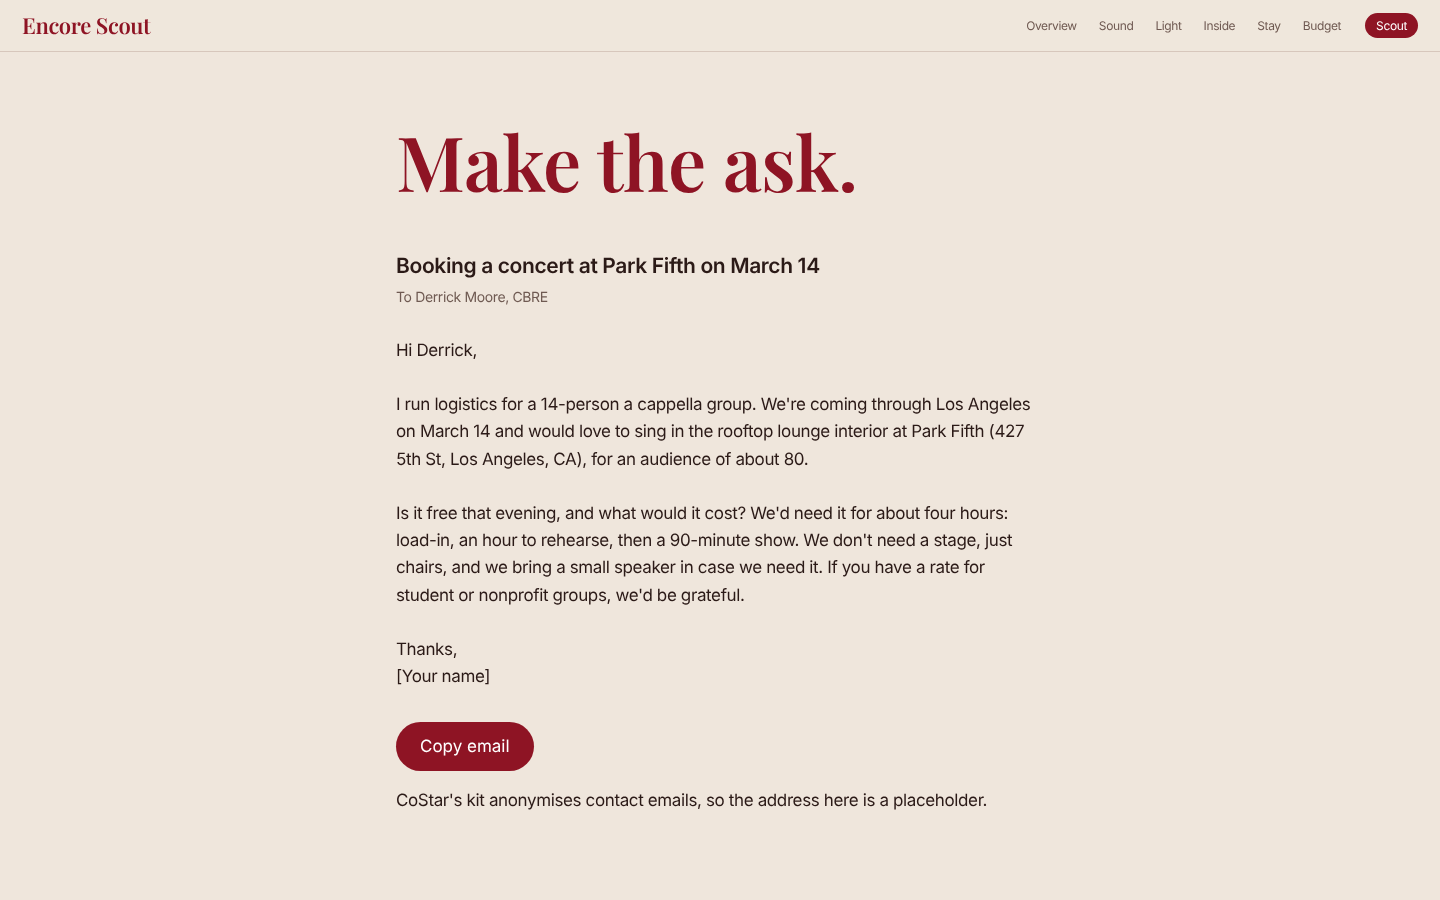 Encore Scout
Overview
Sound
Light
Inside
Stay
Budget
Scout
Make the ask.
Booking a concert at Park Fifth on March 14
To Derrick Moore, CBRE
Hi Derrick,
I run logistics for a 14-person a cappella group. We're coming through Los Angeles
on March 14 and would love to sing in the rooftop lounge interior at Park Fifth (427
5th St, Los Angeles, CA), for an audience of about 80.
Is it free that evening, and what would it cost? We'd need it for about four hours:
load-in, an hour to rehearse, then a 90-minute show. We don't need a stage, just
chairs, and we bring a small speaker in case we need it. If you have a rate for
student or nonprofit groups, we'd be grateful.
Thanks,
[Your name]
Copy email
CoStar's kit anonymises contact emails, so the address here is a placeholder.